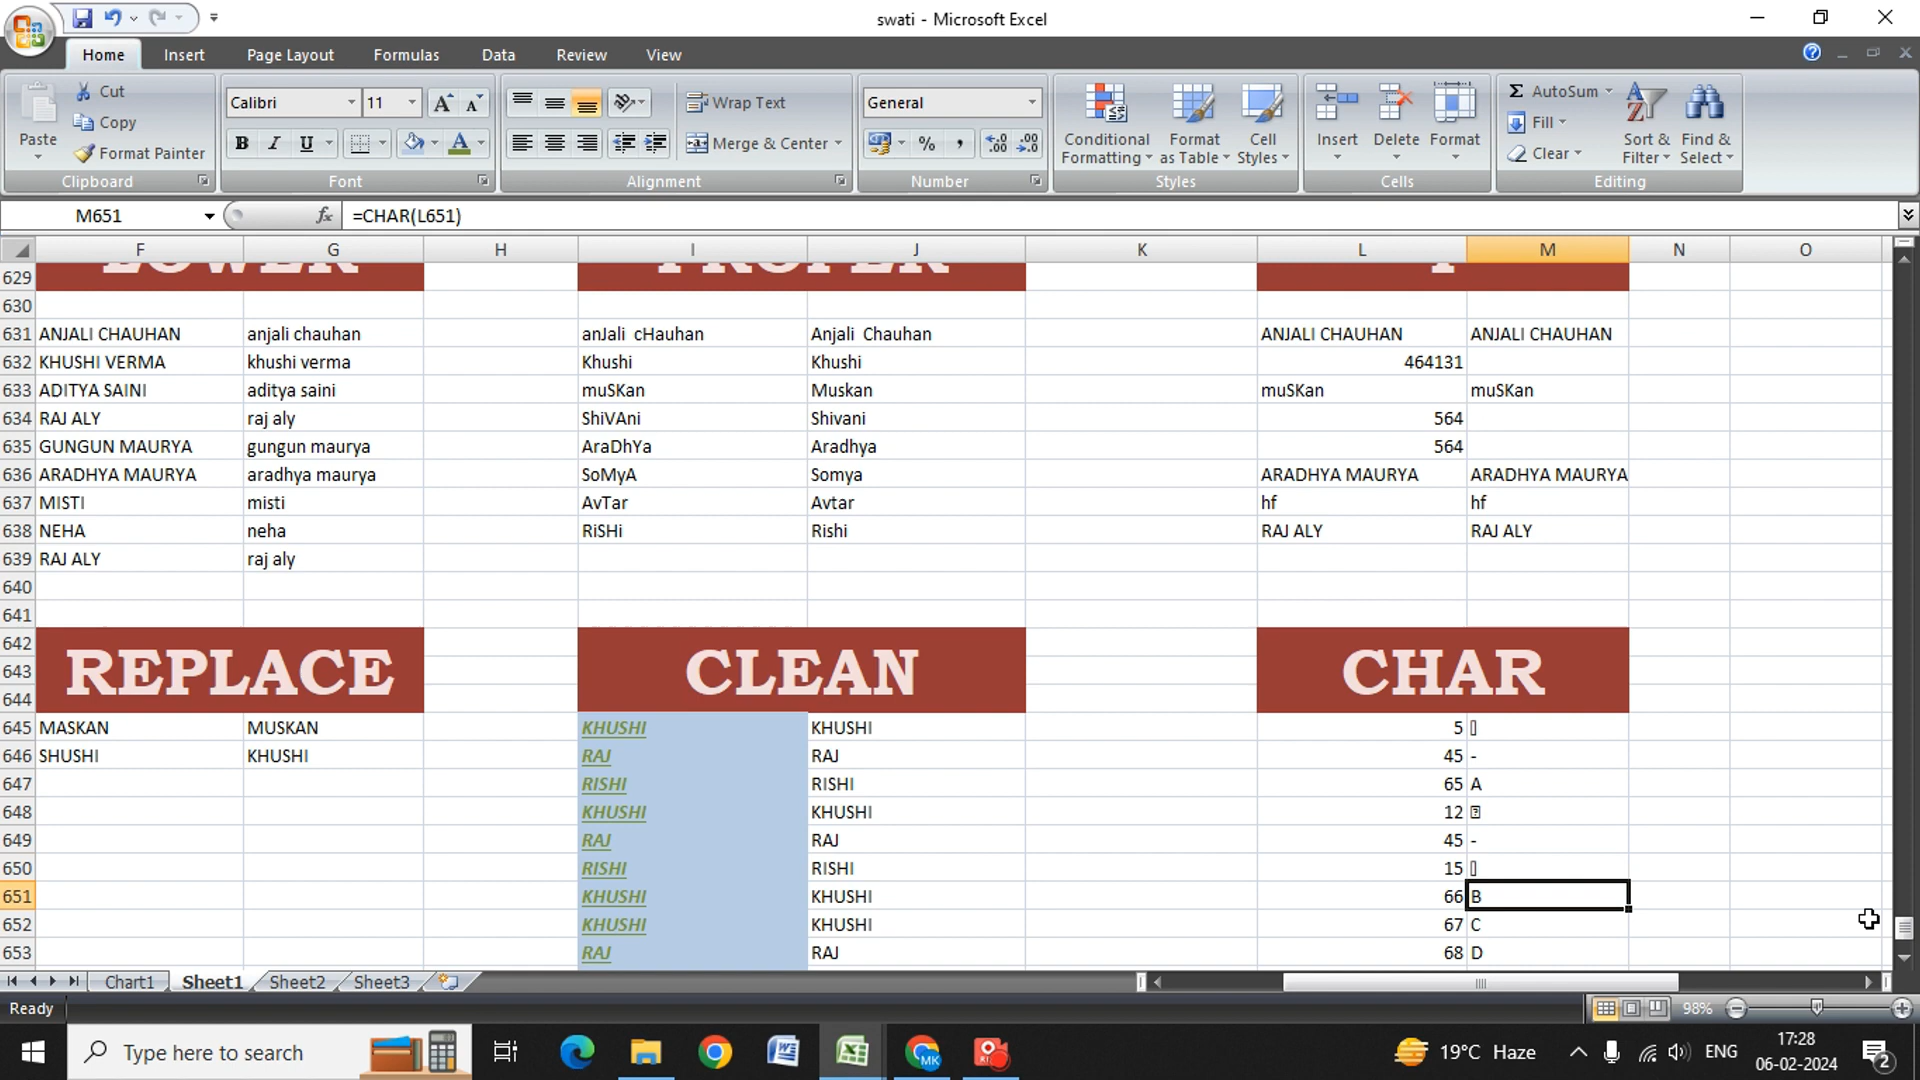 swati - Microsoft Excel
Home Insert Page Layout Formulas Data Review View
Paste Cut Copy Format Painter Clipboard
Calibri 11 A A B I U A Font
Wrap Text Merge & Center Alignment
General % , Number
Conditional Formatting Format as Table Cell Styles Styles
Insert Delete Format Cells
Σ AutoSum Fill Clear Sort & Filter Find & Select Editing
M651 fx =CHAR(L651)
F G H I J K L M N O
629
630
631 ANJALI CHAUHAN anjali chauhan anJali cHauhan Anjali Chauhan ANJALI CHAUHAN ANJALI CHAUHAN
632 KHUSHI VERMA khushi verma Khushi Khushi 464131
633 ADITYA SAINI aditya saini muSKan Muskan muSKan muSKan
634 RAJ ALY raj aly ShiVAni Shivani 564
635 GUNGUN MAURYA gungun maurya AraDhYa Aradhya 564
636 ARADHYA MAURYA aradhya maurya SoMyA Somya ARADHYA MAURYA ARADHYA MAURYA
637 MISTI misti AvTar Avtar hf hf
638 NEHA neha RiSHi Rishi RAJ ALY RAJ ALY
639 RAJ ALY raj aly
640
641
642
643 REPLACE CLEAN CHAR
644
645 MASKAN MUSKAN KHUSHI KHUSHI 5
646 SHUSHI KHUSHI RAJ RAJ 45 -
647 RISHI RISHI 65 A
648 KHUSHI KHUSHI 12
649 RAJ RAJ 45 -
650 RISHI RISHI 15
651 KHUSHI KHUSHI 66 B
652 KHUSHI KHUSHI 67 C
653 RAJ RAJ 68 D
Chart1 Sheet1 Sheet2 Sheet3
Ready 98%
Type here to search 19°C Haze ENG 17:28
06-02-2024 2